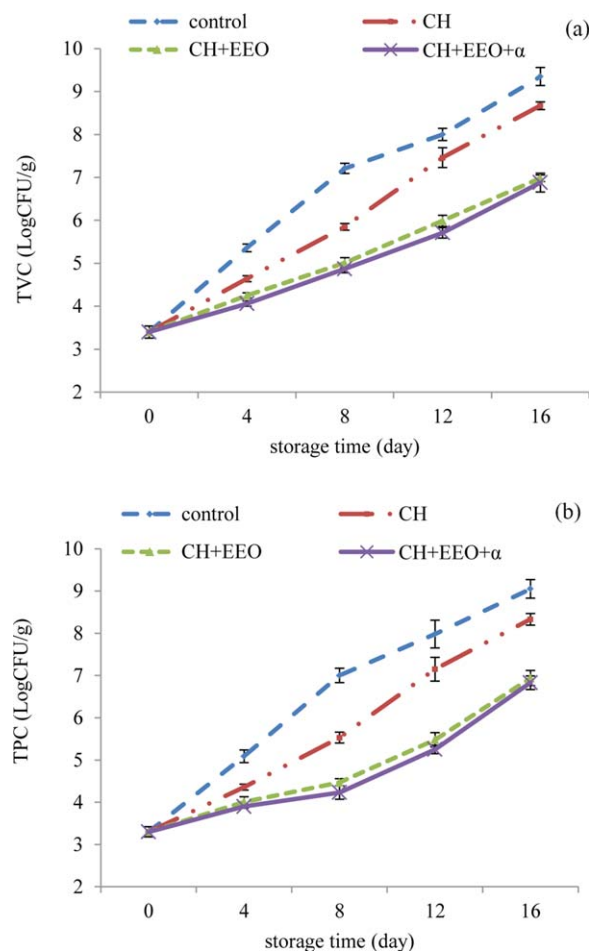 control CH
CH+EEO CH+EEO+α
(a)
10
9
8
7
6
5
4
3
2
TVC (LogCFU/g)
0 4 8 12 16
storage time (day)
control CH
CH+EEO CH+EEO+α
(b)
10
9
8
7
6
5
4
3
2
TPC (LogCFU/g)
0 4 8 12 16
storage time (day)